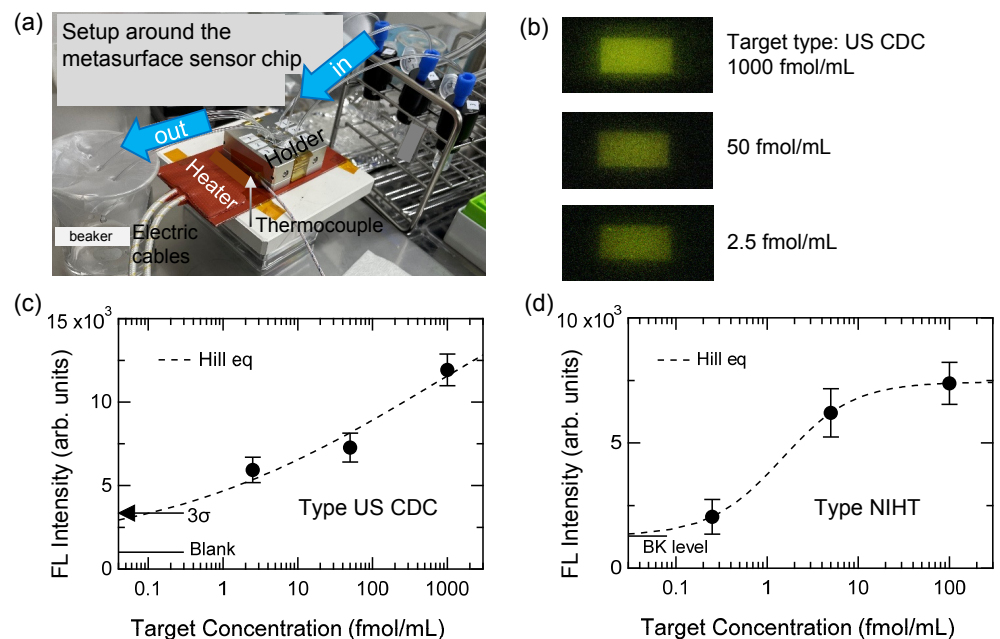 (a)
Setup around the
metasurface sensor chip
in
out
Holder
Heater
Thermocouple
beaker
Electric
cables
(b)
Target type: US CDC
1000 fmol/mL
50 fmol/mL
2.5 fmol/mL
(c)
15 x10³
10
5
0
FL Intensity (arb. units)
Hill eq
3σ
Blank
Type US CDC
0.1 1 10 100 1000
Target Concentration (fmol/mL)
(d)
10 x10³
5
0
FL Intensity (arb. units)
Hill eq
Type NIHT
BK level
0.1 1 10 100
Target Concentration (fmol/mL)